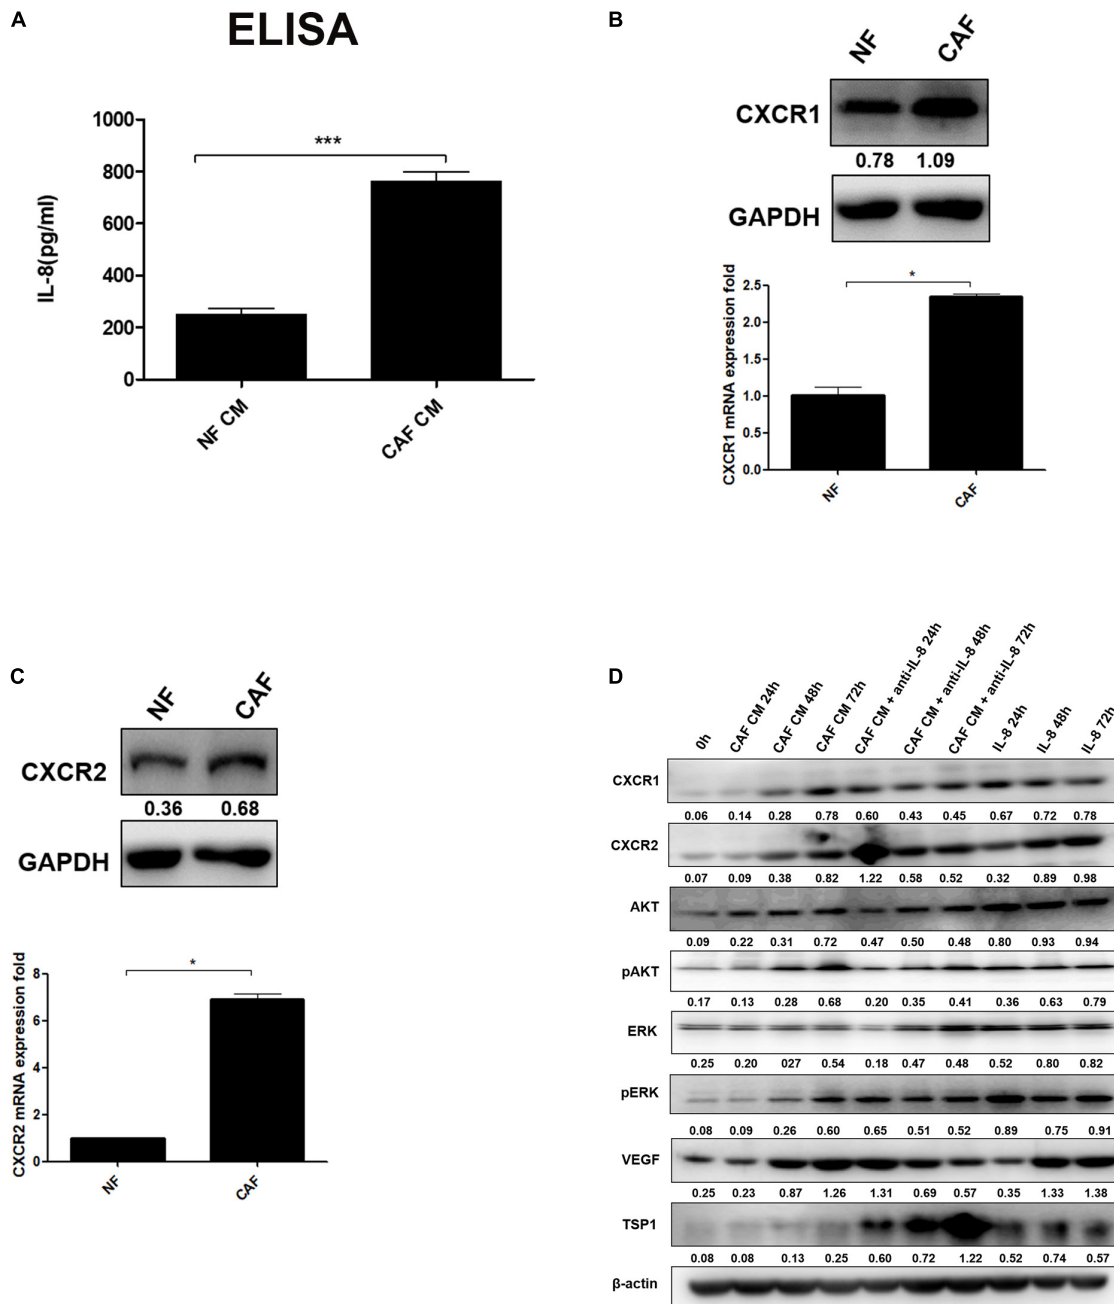 A
ELISA
1000
800
600
400
200
0
IL-8(pg/ml)
***
NF CM
CAF CM
B
NF CAF
CXCR1
0.78 1.09
GAPDH
CXCR1 mRNA expression fold
2.5
2.0
1.5
1.0
0.5
0.0
*
NF
CAF
C
NF CAF
CXCR2
0.36 0.68
GAPDH
CXCR2 mRNA expression fold
8
6
4
2
0
*
NF
CAF
D
0h
CAF CM 24h
CAF CM 48h
CAF CM 72h
CAF CM + anti-IL-8 24h
CAF CM + anti-IL-8 48h
CAF CM + anti-IL-8 72h
IL-8 24h
IL-8 48h
IL-8 72h
CXCR1
0.06 0.14 0.28 0.78 0.60 0.43 0.45 0.67 0.72 0.78
CXCR2
0.07 0.09 0.38 0.82 1.22 0.58 0.52 0.32 0.89 0.98
AKT
0.09 0.22 0.31 0.72 0.47 0.50 0.48 0.80 0.93 0.94
pAKT
0.17 0.13 0.28 0.68 0.20 0.35 0.41 0.36 0.63 0.79
ERK
0.25 0.20 027 0.54 0.18 0.47 0.48 0.52 0.80 0.82
pERK
0.08 0.09 0.26 0.60 0.65 0.51 0.52 0.89 0.75 0.91
VEGF
0.25 0.23 0.87 1.26 1.31 0.69 0.57 0.35 1.33 1.38
TSP1
0.08 0.08 0.13 0.25 0.60 0.72 1.22 0.52 0.74 0.57
β-actin